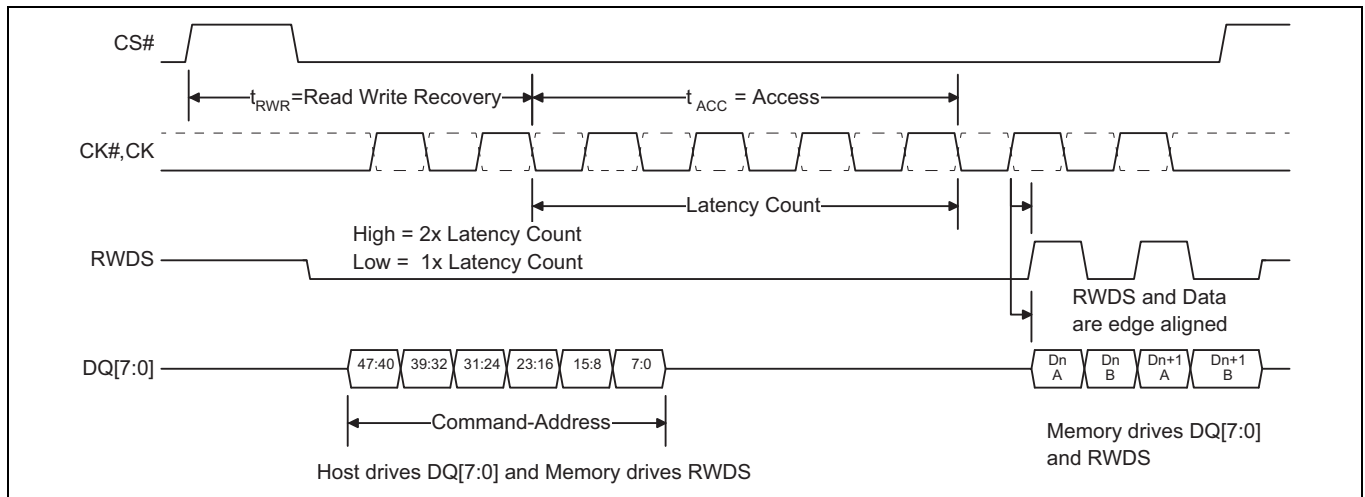 CS#
tRWR=Read Write Recovery
tACC = Access
CK#,CK
Latency Count
High = 2x Latency Count
Low = 1x Latency Count
RWDS
RWDS and Data
are edge aligned
DQ[7:0]
47:40 39:32 31:24 23:16 15:8 7:0
Dn Dn Dn+1 Dn+1
A B A B
Command-Address
Memory drives DQ[7:0]
and RWDS
Host drives DQ[7:0] and Memory drives RWDS